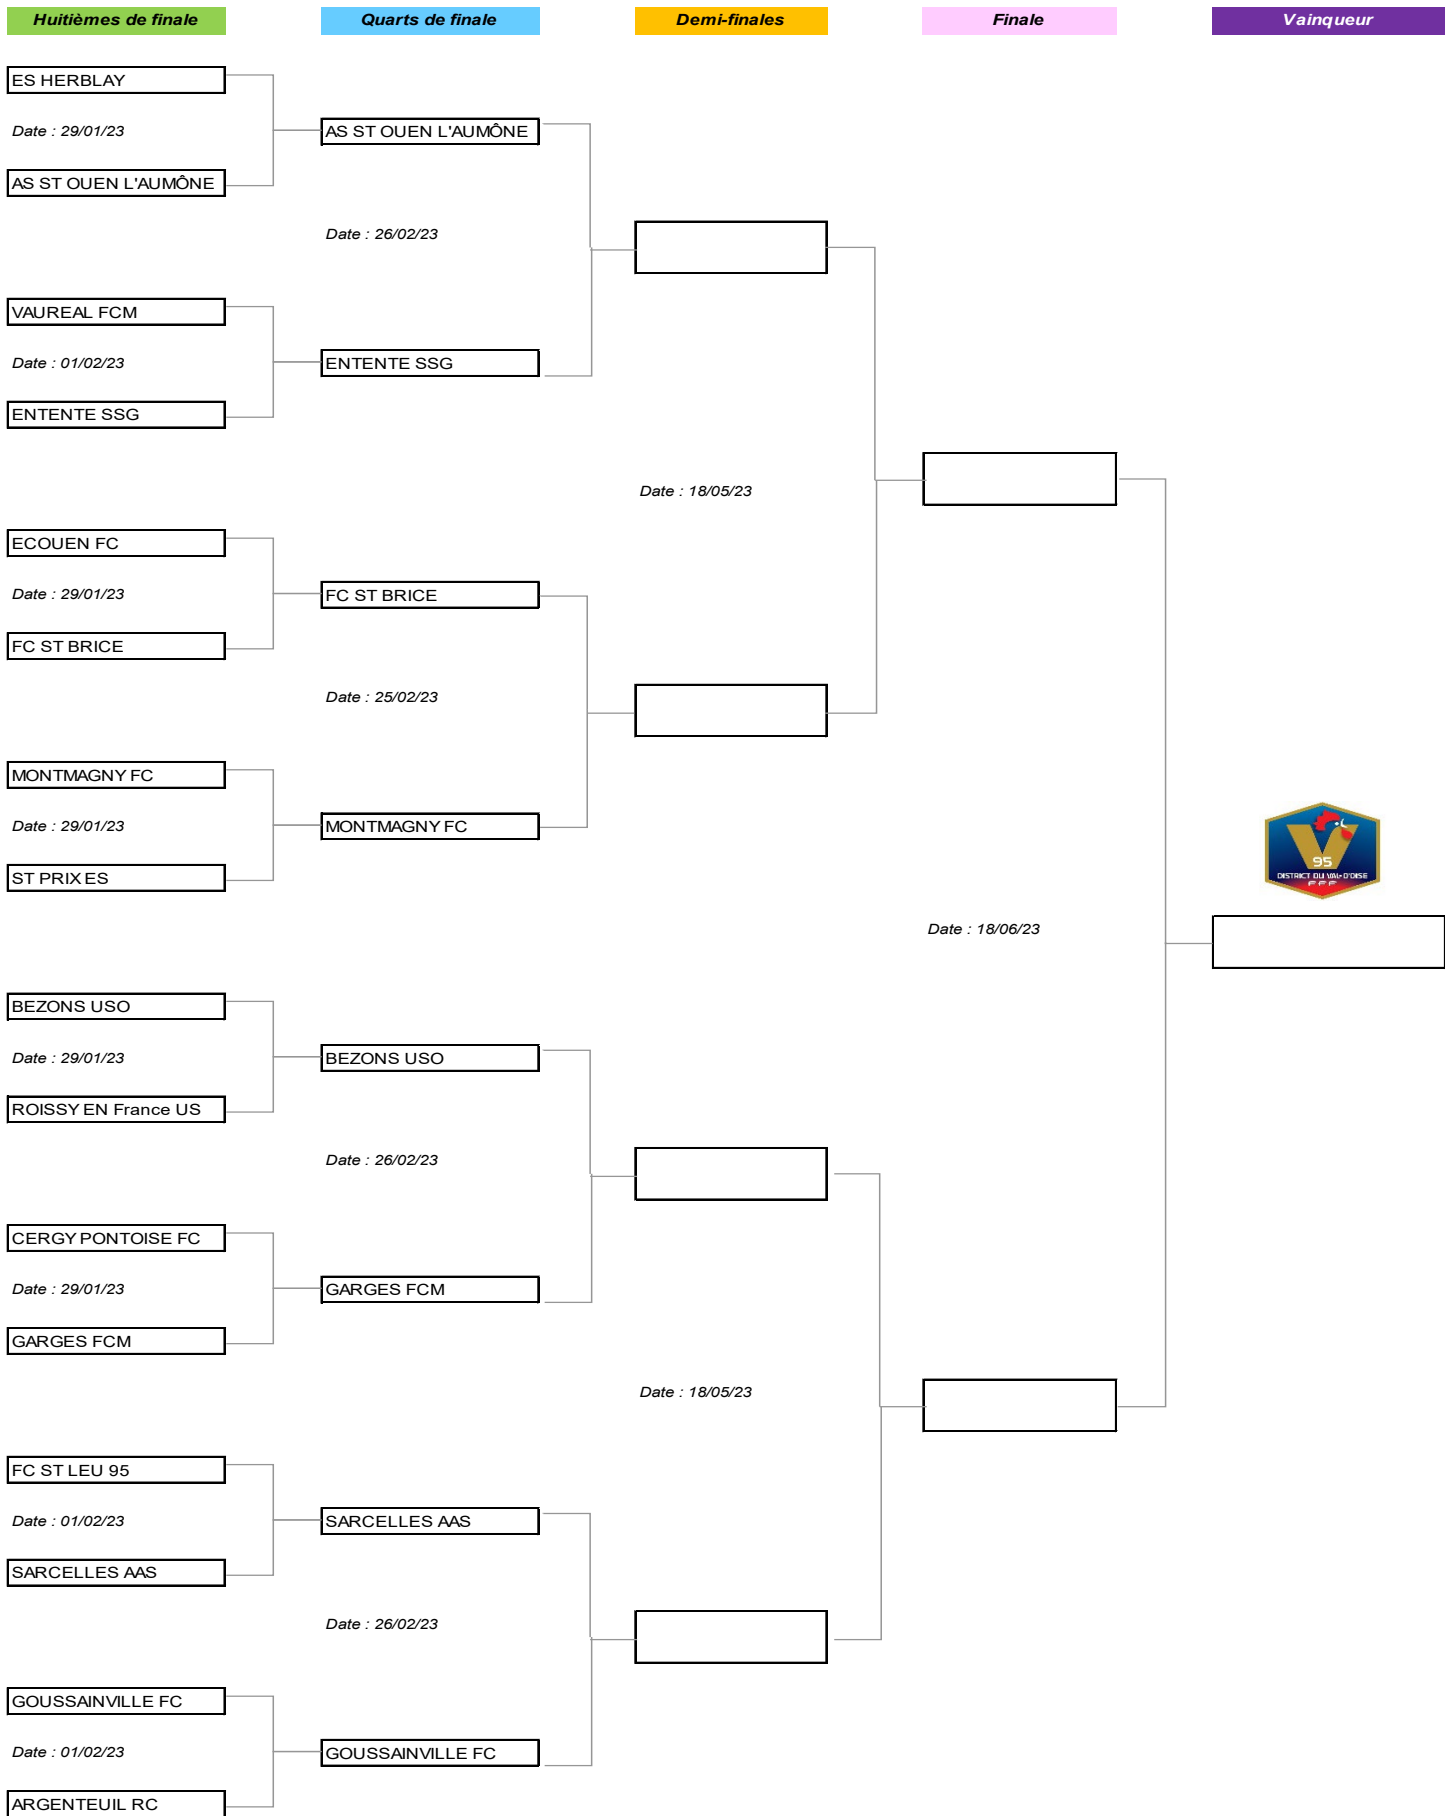 Huitièmes de finale
Quarts de finale
Demi-finales
Finale
Vainqueur
ES HERBLAY
Date : 29/01/23
AS ST OUEN L'AUMÔNE
AS ST OUEN L'AUMÔNE
Date : 26/02/23
VAUREAL FCM
Date : 01/02/23
ENTENTE SSG
ENTENTE SSG
Date : 18/05/23
ECOUEN FC
Date : 29/01/23
FC ST BRICE
FC ST BRICE
Date : 25/02/23
MONTMAGNY FC
Date : 29/01/23
MONTMAGNY FC
ST PRIX ES
V
95
DISTRICT DU VAL D'OISE
FFF
Date : 18/06/23
BEZONS USO
Date : 29/01/23
BEZONS USO
ROISSY EN France US
Date : 26/02/23
CERGY PONTOISE FC
Date : 29/01/23
GARGES FCM
GARGES FCM
Date : 18/05/23
FC ST LEU 95
Date : 01/02/23
SARCELLES AAS
SARCELLES AAS
Date : 26/02/23
GOUSSAINVILLE FC
Date : 01/02/23
GOUSSAINVILLE FC
ARGENTEUIL RC